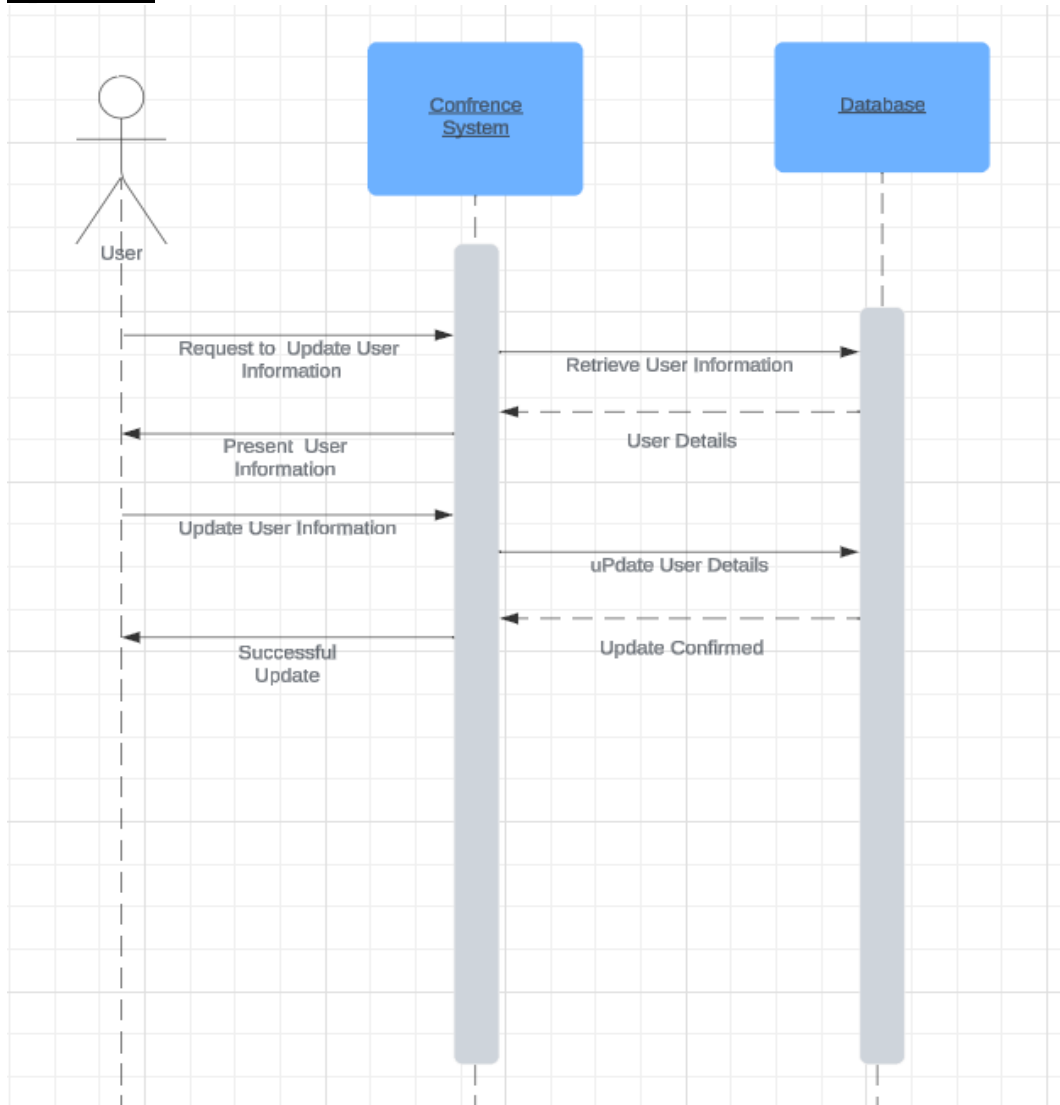 Confrence
System
Database
User
Request to Update User
Information
Retrieve User Information
User Details
Present User
Information
Update User Information
uPdate User Details
Update Confirmed
Successful
Update